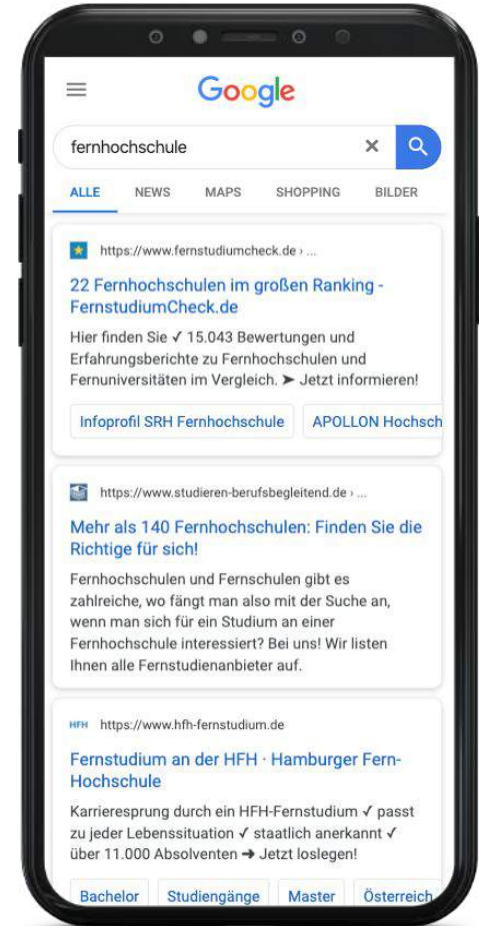 Google
fernhochschule
ALLE NEWS MAPS SHOPPING BILDER
https://www.fernstudiumcheck.de › ...
22 Fernhochschulen im großen Ranking -
FernstudiumCheck.de
Hier finden Sie ✓ 15.043 Bewertungen und
Erfahrungsberichte zu Fernhochschulen und
Fernuniversitäten im Vergleich. ➤ Jetzt informieren!
Infoprofil SRH Fernhochschule APOLLON Hochsch
https://www.studieren-berufsbegleitend.de › ...
Mehr als 140 Fernhochschulen: Finden Sie die
Richtige für sich!
Fernhochschulen und Fernschulen gibt es
zahlreiche, wo fängt man also mit der Suche an,
wenn man sich für ein Studium an einer
Fernhochschule interessiert? Bei uns! Wir listen
Ihnen alle Fernstudienanbieter auf.
HFH https://www.hfh-fernstudium.de
Fernstudium an der HFH · Hamburger Fern-
Hochschule
Karrieresprung durch ein HFH-Fernstudium ✓ passt
zu jeder Lebenssituation ✓ staatlich anerkannt ✓
über 11.000 Absolventen ➔ Jetzt loslegen!
Bachelor Studiengänge Master Österreich